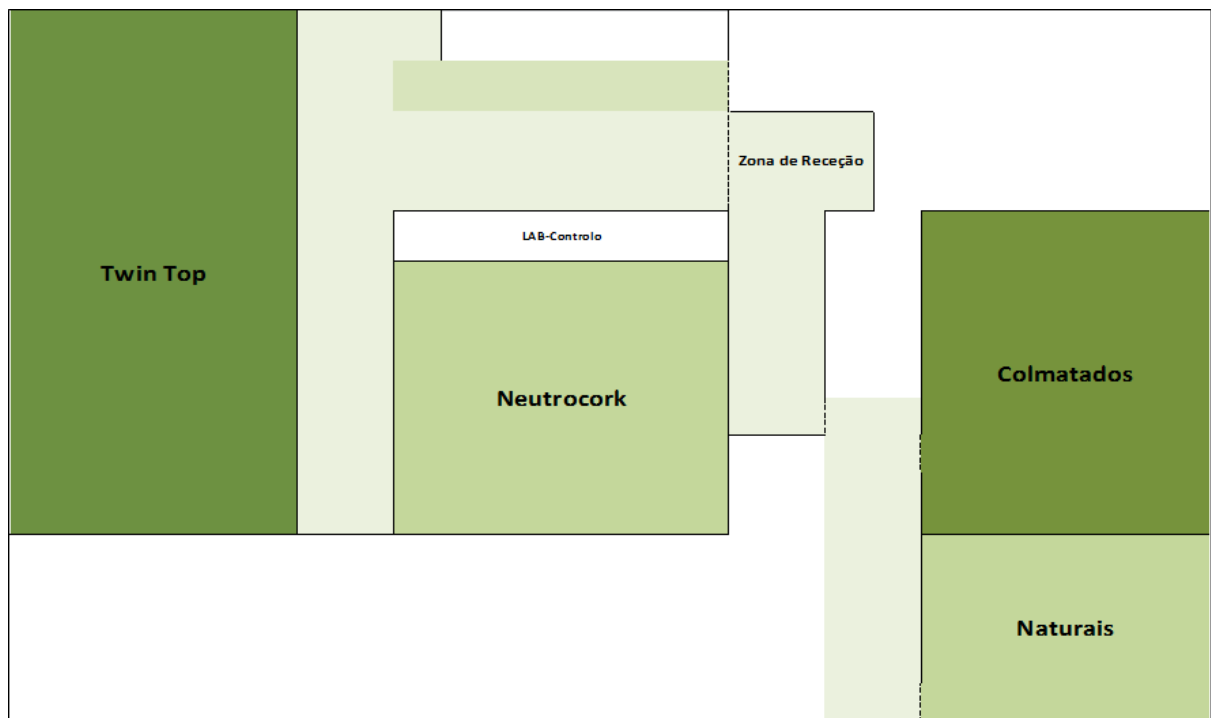 Zona de Receção
LAB-Controlo
Twin Top
Neutrocork
Colmatados
Naturais